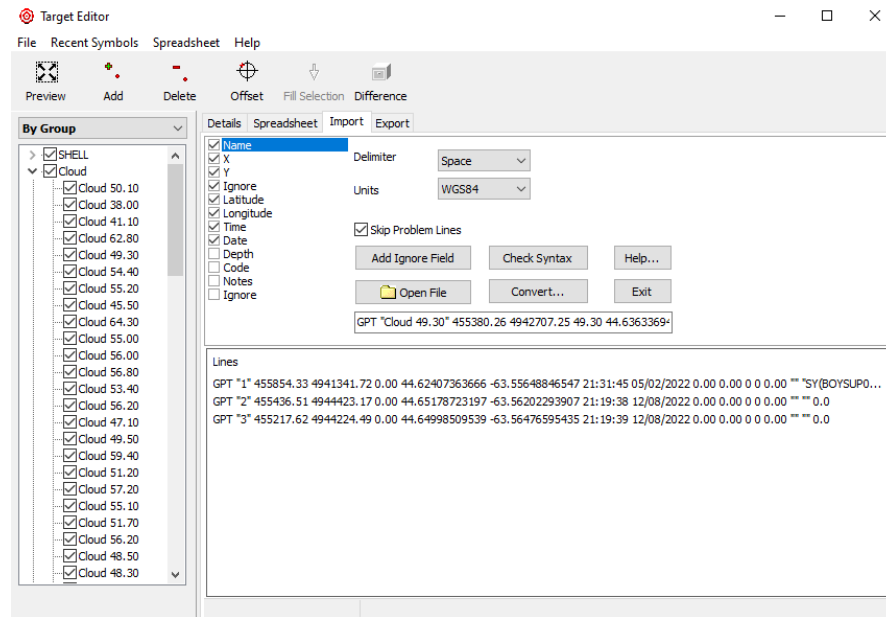 Target Editor
File Recent Symbols Spreadsheet Help
Preview Add Delete Offset Fill Selection Difference
By Group
SHELL
Cloud
Cloud 50.10
Cloud 38.00
Cloud 41.10
Cloud 62.80
Cloud 49.30
Cloud 54.40
Cloud 55.20
Cloud 45.50
Cloud 64.30
Cloud 55.00
Cloud 56.00
Cloud 56.80
Cloud 53.40
Cloud 56.20
Cloud 47.10
Cloud 49.50
Cloud 59.40
Cloud 51.20
Cloud 57.20
Cloud 55.10
Cloud 51.70
Cloud 56.20
Cloud 48.50
Cloud 48.30
Details Spreadsheet Import Export
Name
X
Y
Ignore
Latitude
Longitude
Time
Date
Depth
Code
Notes
Ignore
Delimiter Space
Units WGS84
Skip Problem Lines
Add Ignore Field Check Syntax Help...
Open File Convert... Exit
GPT "Cloud 49.30" 455380.26 4942707.25 49.30 44.6363369
Lines
GPT "1" 455854.33 4941341.72 0.00 44.62407363666 -63.55648846547 21:31:45 05/02/2022 0.00 0.00 0 0 0.00 "" "SY(BOYSUP0...
GPT "2" 455436.51 4944423.17 0.00 44.65178723197 -63.56202293907 21:19:38 12/08/2022 0.00 0.00 0 0 0.00 "" "" 0.0
GPT "3" 455217.62 4944224.49 0.00 44.64998509539 -63.56476595435 21:19:39 12/08/2022 0.00 0.00 0 0 0.00 "" "" 0.0